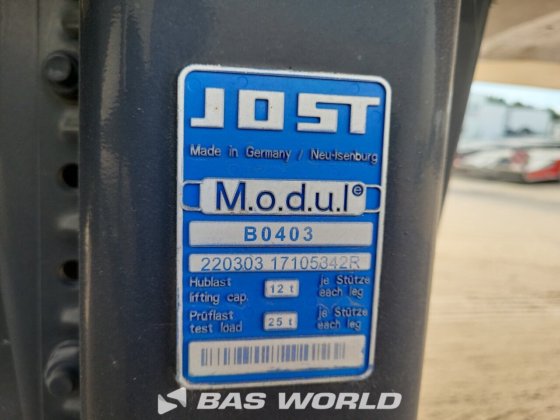 JOST
Made in Germany / Neu-Isenburg
M.o.d.u.l e
B0403
220303 17105342R
Hublast 12 t je Stütze
lifting cap. each leg
Prüflast 25 t je Stütze
test load each leg
BAS WORLD